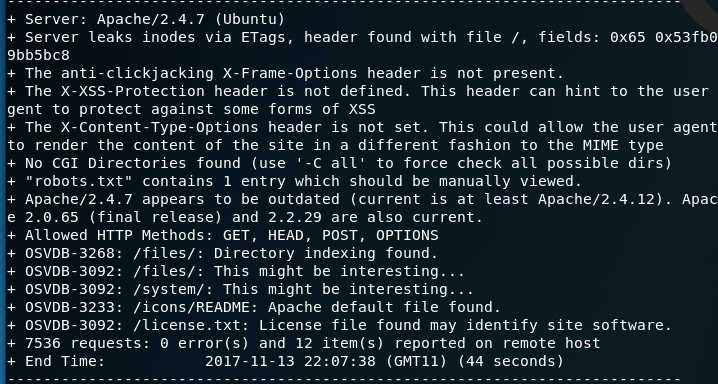 ---------------------------------------------------------------------------
+ Server: Apache/2.4.7 (Ubuntu)
+ Server leaks inodes via ETags, header found with file /, fields: 0x65 0x53fb0
9bb5bc8
+ The anti-clickjacking X-Frame-Options header is not present.
+ The X-XSS-Protection header is not defined. This header can hint to the user
gent to protect against some forms of XSS
+ The X-Content-Type-Options header is not set. This could allow the user agent
to render the content of the site in a different fashion to the MIME type
+ No CGI Directories found (use '-C all' to force check all possible dirs)
+ "robots.txt" contains 1 entry which should be manually viewed.
+ Apache/2.4.7 appears to be outdated (current is at least Apache/2.4.12). Apac
e 2.0.65 (final release) and 2.2.29 are also current.
+ Allowed HTTP Methods: GET, HEAD, POST, OPTIONS
+ OSVDB-3268: /files/: Directory indexing found.
+ OSVDB-3092: /files/: This might be interesting...
+ OSVDB-3092: /system/: This might be interesting...
+ OSVDB-3233: /icons/README: Apache default file found.
+ OSVDB-3092: /license.txt: License file found may identify site software.
+ 7536 requests: 0 error(s) and 12 item(s) reported on remote host
+ End Time:           2017-11-13 22:07:38 (GMT11) (44 seconds)
---------------------------------------------------------------------------